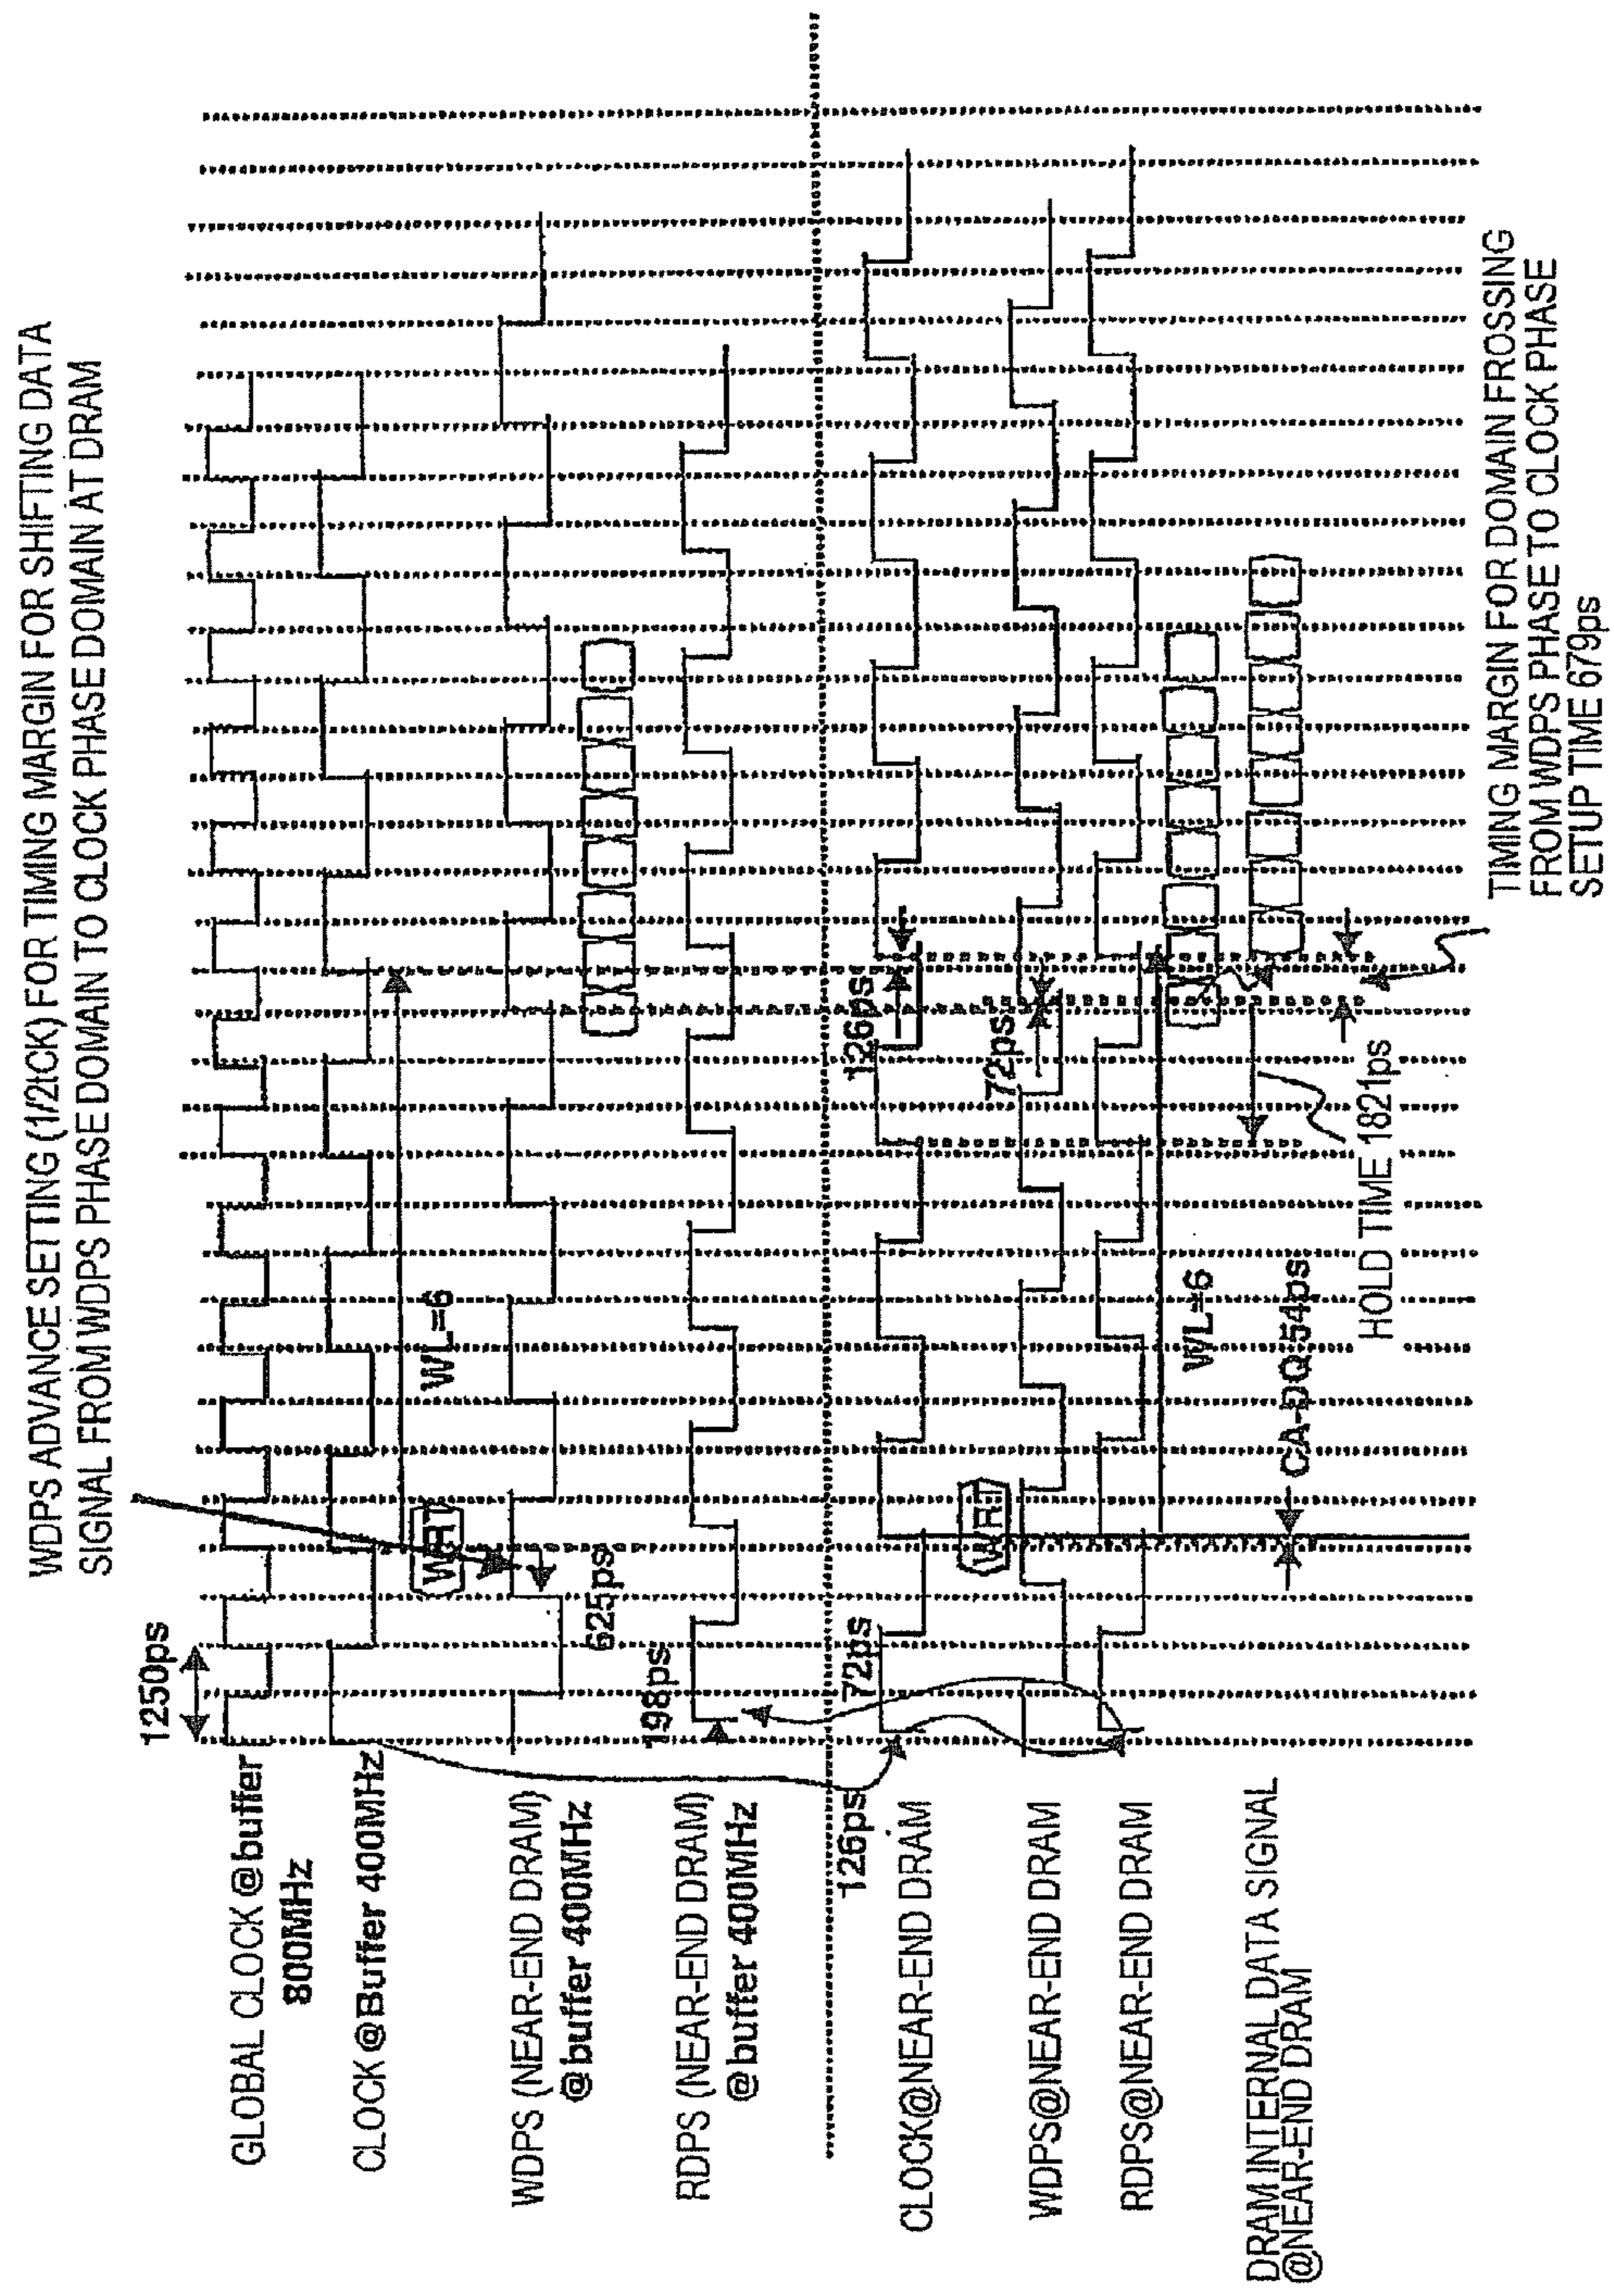 WDPS ADVANCE SETTING (1/2tCK) FOR TIMING MARGIN FOR SHIFTING DATA
SIGNAL FROM WDPS PHASE DOMAIN TO CLOCK PHASE DOMAIN AT DRAM
1250ps
GLOBAL CLOCK @buffer
800MHz
CLOCK @Buffer 400MHz
WL=6
WRT
WDPS (NEAR-END DRAM)
@buffer 400MHz
625ps
RDPS (NEAR-END DRAM)
@buffer 400MHz
198ps
126ps
72ps
CLOCK@NEAR-END DRAM
126ps
WRT
72ps
WDPS@NEAR-END DRAM
RDPS@NEAR-END DRAM
WL=6
DRAM INTERNAL DATA SIGNAL
@NEAR-END DRAM
CA-DQ 54ps
HOLD TIME 1821ps
TIMING MARGIN FOR DOMAIN FROSSING
FROM WDPS PHASE TO CLOCK PHASE
SETUP TIME 679ps